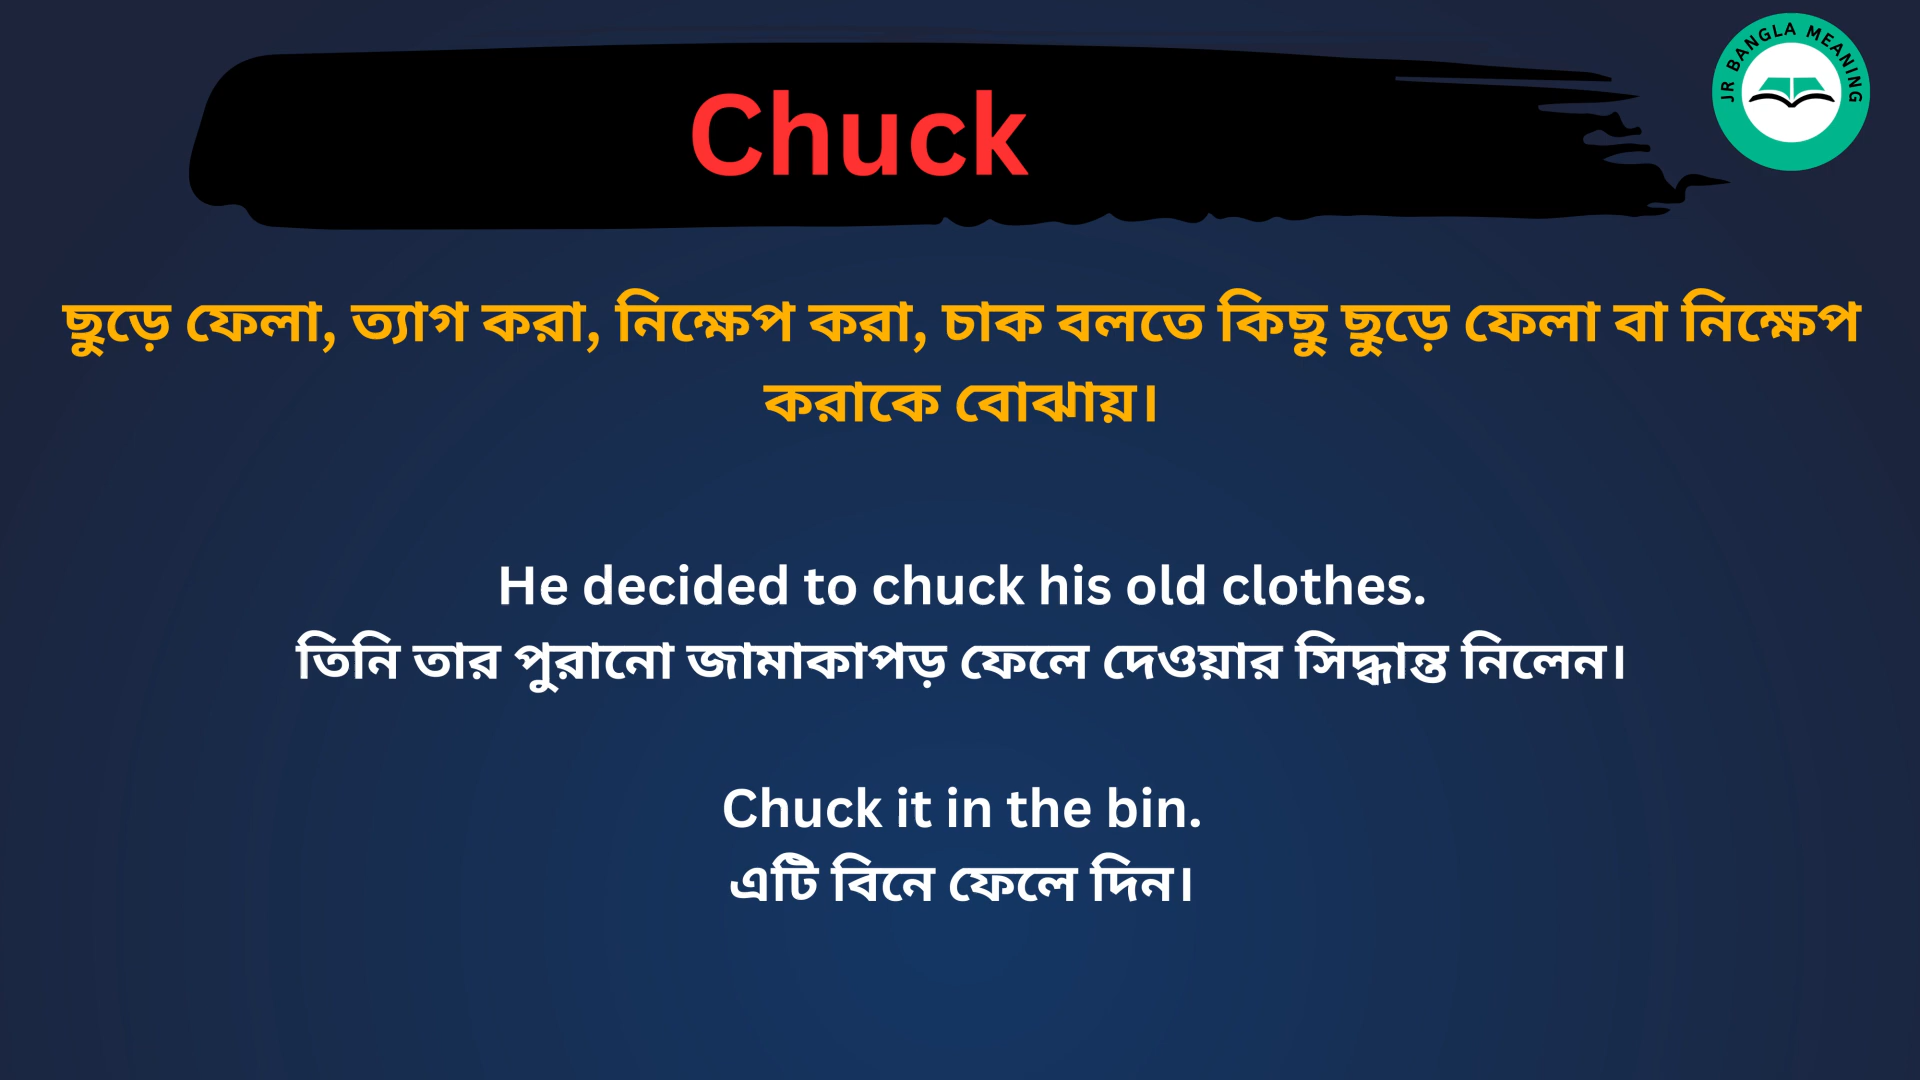 JR BANGLA MEANING
Chuck
ছুড়ে ফেলা, ত্যাগ করা, নিক্ষেপ করা, চাক বলতে কিছু ছুড়ে ফেলা বা নিক্ষেপ
করাকে বোঝায়।
He decided to chuck his old clothes.
তিনি তার পুরানো জামাকাপড় ফেলে দেওয়ার সিদ্ধান্ত নিলেন।
Chuck it in the bin.
এটি বিনে ফেলে দিন।